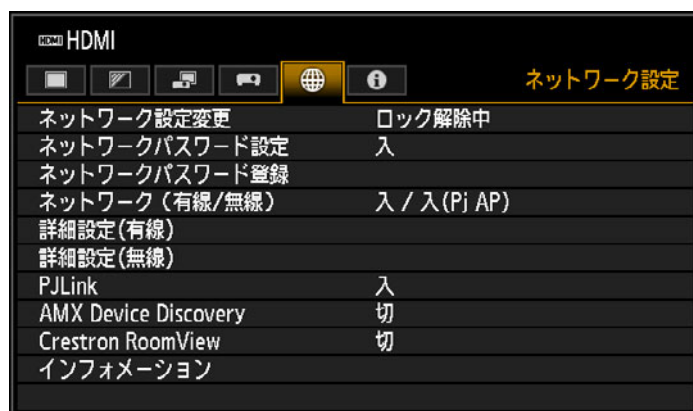 HDMI HDMI
ネットワーク設定
ネットワーク設定変更 ロック解除中
ネットワークパスワード設定 入
ネットワークパスワード登録
ネットワーク（有線/無線） 入 / 入(Pj AP)
詳細設定(有線)
詳細設定(無線)
PJLink 入
AMX Device Discovery 切
Crestron RoomView 切
インフォメーション